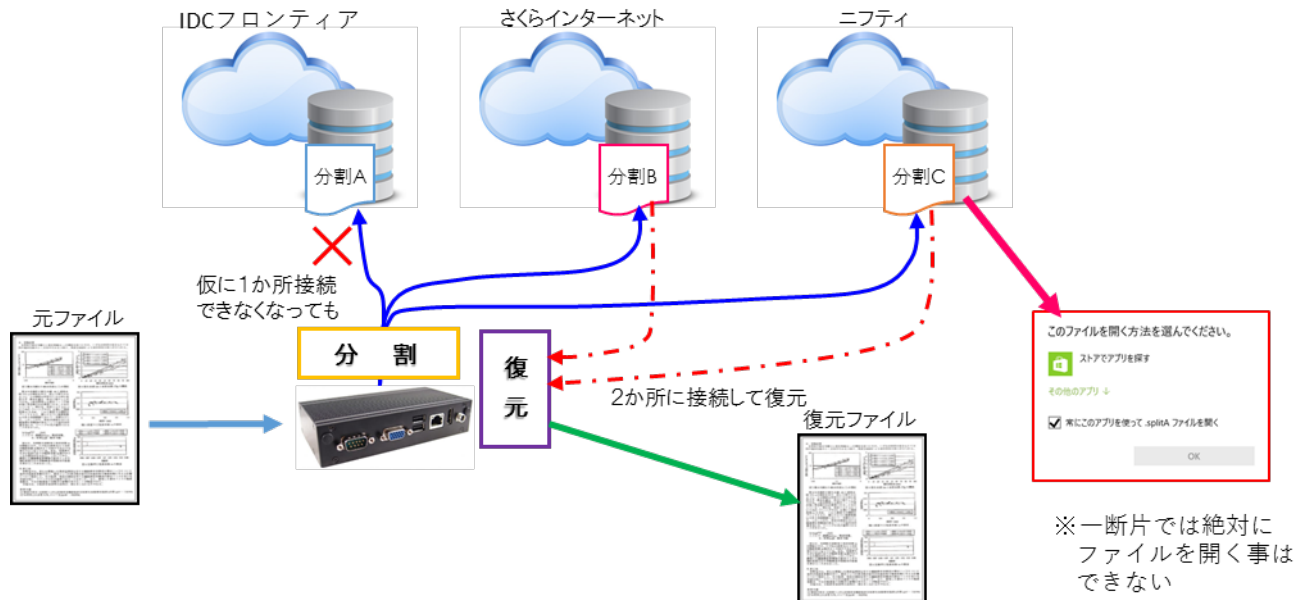 IDCフロンティア
さくらインターネット
ニフティ
分割A
分割B
分割C
仮に1か所接続
できなくなっても
元ファイル
分 割
復
元
2か所に接続して復元
復元ファイル
このファイルを開く方法を選んでください。
ストアでアプリを探す
その他のアプリ ↓
常にこのアプリを使って .splitA ファイルを開く
OK
※一断片では絶対に
ファイルを開く事は
できない